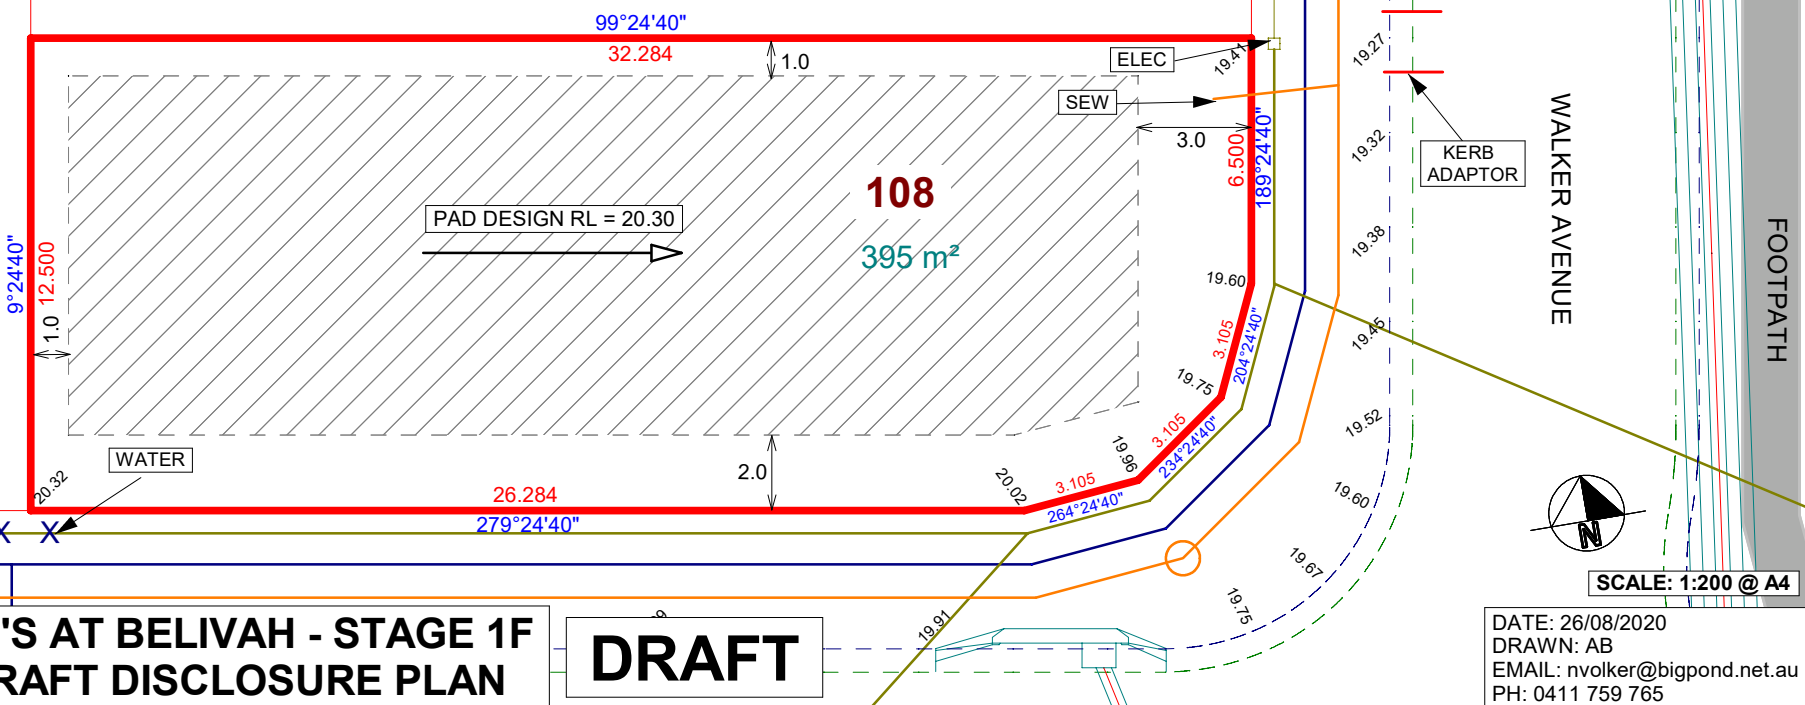 99°24'40"
32.284
1.0
ELEC
19.41
19.27
SEW
3.0
6.500
189°24'40"
19.32
KERB
ADAPTOR
WALKER AVENUE
FOOTPATH
108
395 m²
PAD DESIGN RL = 20.30
9°24'40"
12.500
1.0
19.60
19.38
3.105
204°24'40"
19.45
19.75
3.105
234°24'40"
19.52
19.96
WATER
20.32
2.0
26.284
279°24'40"
20.02
3.105
264°24'40"
19.60
19.67
19.75
19.91
N
SCALE: 1:200 @ A4
'S AT BELIVAH - STAGE 1F
RAFT DISCLOSURE PLAN
DRAFT
DATE: 26/08/2020
DRAWN: AB
EMAIL: nvolker@bigpond.net.au
PH: 0411 759 765